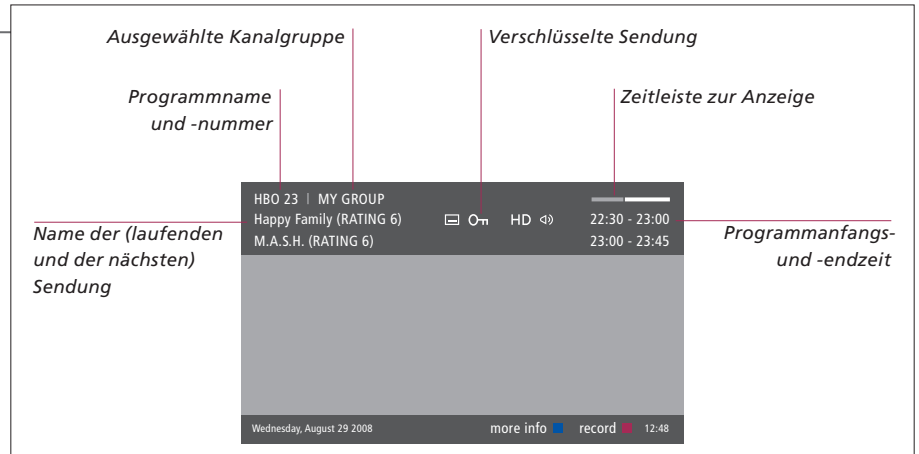 Ausgewählte Kanalgruppe
Verschlüsselte Sendung
Programmname
und -nummer
Zeitleiste zur Anzeige
HBO 23 | MY GROUP
Happy Family (RATING 6) HD 22:30 - 23:00
M.A.S.H. (RATING 6) 23:00 - 23:45
Name der (laufenden
und der nächsten)
Sendung
Programmanfangs-
und -endzeit
Wednesday, August 29 2008 more info record 12:48